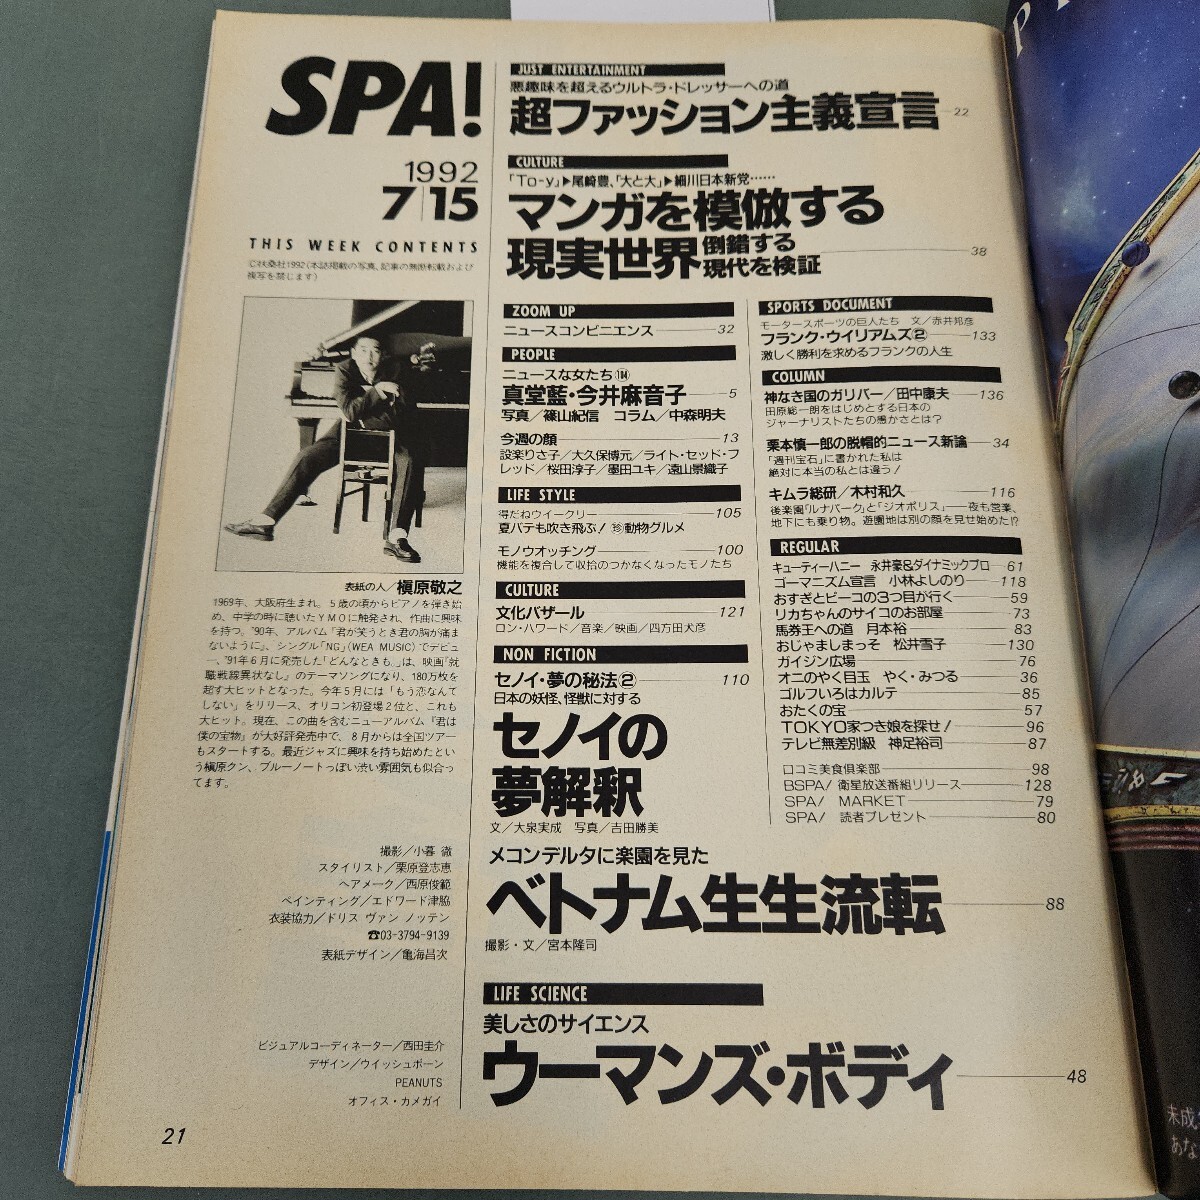 SPA!
1992
7/15
THIS WEEK CONTENTS
©扶桑社1992(本誌掲載の写真、記事の無断転載および
複写を禁じます)
表紙の人/槇原敬之
1969年、大阪府生まれ。5歳の頃からピアノを弾き始
め、中学の時に聴いたYMOに触発され、作曲に興味
を持つ。'90年、アルバム「君が笑うとき君の胸が痛ま
ないように」、シングル「NG」(WEA MUSIC)でデビュ
ー、'91年6月に発売した「どんなときも。」は、映画「就
職戦線異状なし」のテーマソングになり、180万枚を
超す大ヒットとなった。今年5月には「もう恋なんて
しない」をリリース、オリコン初登場2位と、これも
大ヒット。現在、この曲を含むニューアルバム『君は
僕の宝物』が大好評発売中で、8月からは全国ツアー
もスタートする。最近ジャズに興味を持ち始めたとい
う槇原クン、ブルーノートっぽい渋い雰囲気も似合っ
てます。
撮影/小暮 徹
スタイリスト/栗原登志恵
ヘアメーク/西原俊範
ペインティング/エドワード津脇
衣装協力/ドリス ヴァン ノッテン
☎03-3794-9139
表紙デザイン/亀海昌次
ビジュアルコーディネーター/西田圭介
デザイン/ウイッシュボーン
PEANUTS
オフィス・カメガイ
21
JUST ENTERTAINMENT
悪趣味を超えるウルトラ・ドレッサーへの道
超ファッション主義宣言 22
CULTURE
「To-y」▶尾崎豊、「大と大」▶細川日本新党……
マンガを模倣する
現実世界 倒錯する
現代を検証 38
ZOOM UP
ニュースコンビニエンス 32
PEOPLE
ニュースな女たち(184)
真堂藍・今井麻音子 5
写真/篠山紀信 コラム/中森明夫
今週の顔 13
設楽りさ子/大久保博元/ライト・セッド・フ
レッド/桜田淳子/墨田ユキ/遠山景織子
LIFE STYLE
得だねウイークリー 105
夏バテも吹き飛ぶ!㊙動物グルメ
モノウオッチング 100
機能を複合して収拾のつかなくなったモノたち
CULTURE
文化バザール 121
ロン・ハワード/音楽/映画/四方田犬彦
NON FICTION
セノイ・夢の秘法② 110
日本の妖怪、怪獣に対する
セノイの
夢解釈
文/大泉実成 写真/吉田勝美
メコンデルタに楽園を見た
ベトナム生生流転 88
撮影・文/宮本隆司
LIFE SCIENCE
美しさのサイエンス
ウーマンズ・ボディ 48
SPORTS DOCUMENT
モータースポーツの巨人たち 文/赤井邦彦
フランク・ウイリアムズ② 133
激しく勝利を求めるフランクの人生
COLUMN
神なき国のガリバー/田中康夫 136
田原総一朗をはじめとする日本の
ジャーナリストたちの愚かさとは?
栗本慎一郎の脱帽的ニュース新論 34
「週刊宝石」に書かれた私は
絶対に本当の私とは違う!
キムラ総研/木村和久 116
後楽園「ルナパーク」と「ジオポリス」——夜も営業、
地下にも乗り物。遊園地は別の顔を見せ始めた!?
REGULAR
キューティーハニー 永井豪&ダイナミックプロ 61
ゴーマニズム宣言 小林よしのり 118
おすぎとピーコの3つ目が行く 59
リカちゃんのサイコのお部屋 73
馬券王への道 月本裕 83
おじゃましまっそ 松井雪子 130
ガイジン広場 76
オニのやく目玉 やく・みつる 36
ゴルフいろはカルテ 85
おたくの宝 57
TOKYO家つき娘を探せ! 96
テレビ無差別級 神足裕司 87
口コミ美食倶楽部 98
BSPA!衛星放送番組リリース 128
SPA! MARKET 79
SPA! 読者プレゼント 80
未成
あな